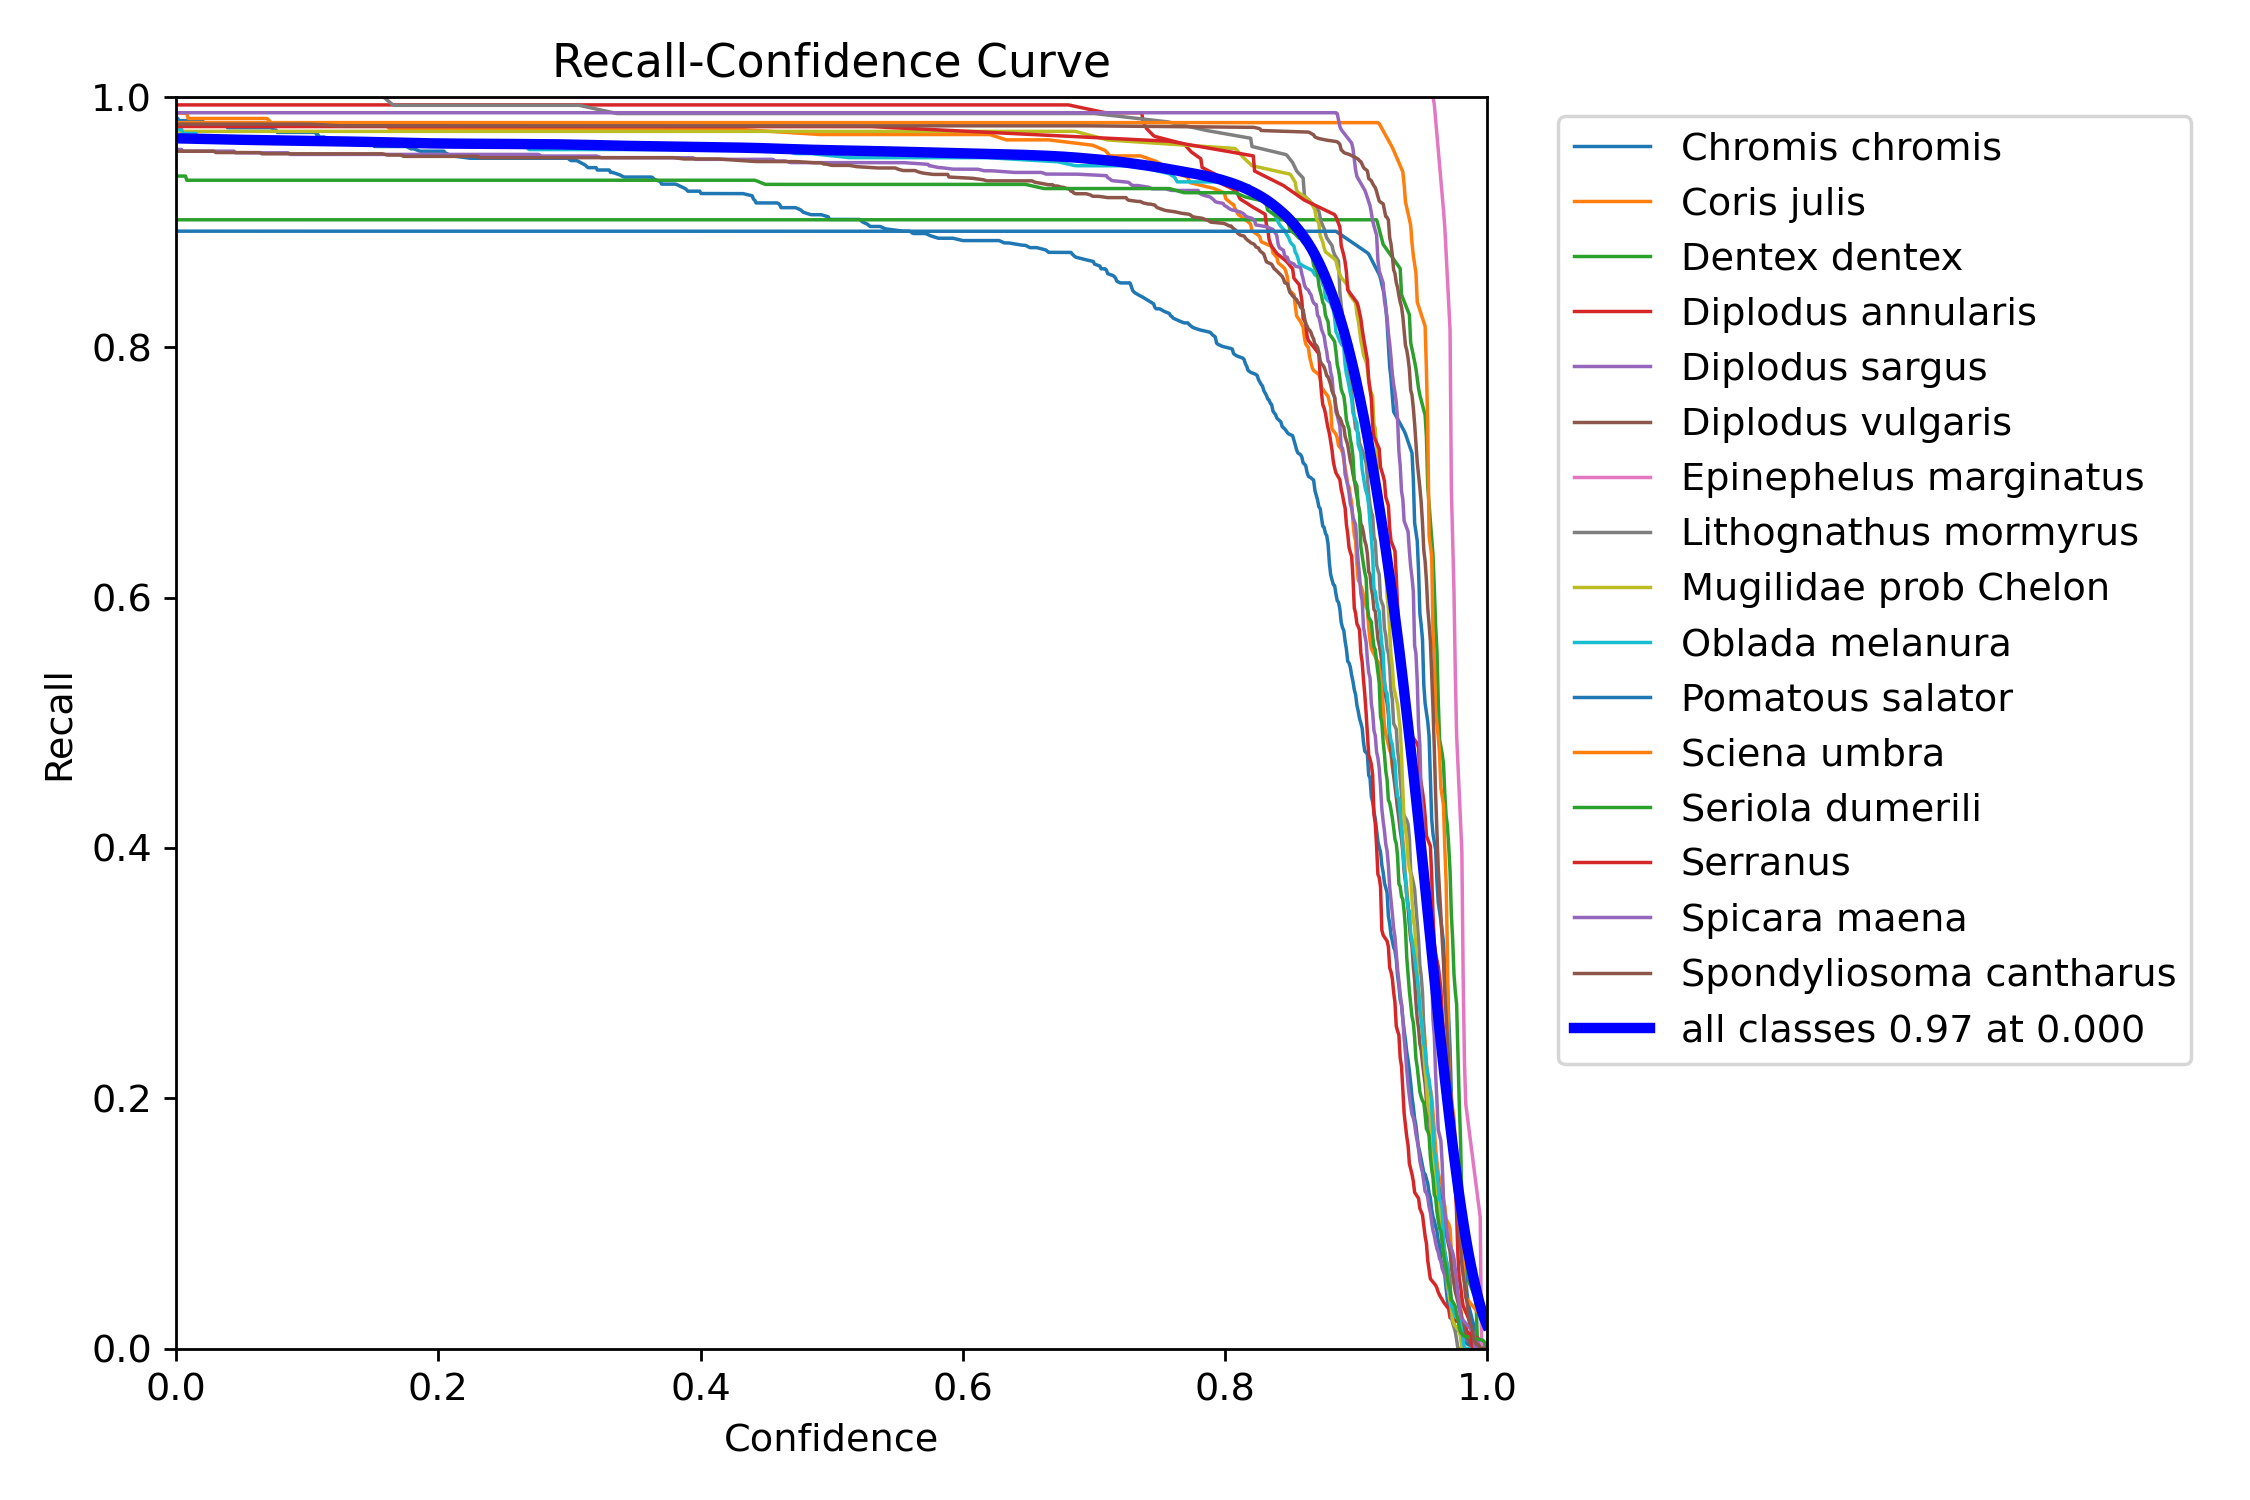 Recall-Confidence Curve
1.0
0.8
0.6
0.4
0.2
0.0
Recall
0.0 0.2 0.4 0.6 0.8 1.0
Confidence
Chromis chromis
Coris julis
Dentex dentex
Diplodus annularis
Diplodus sargus
Diplodus vulgaris
Epinephelus marginatus
Lithognathus mormyrus
Mugilidae prob Chelon
Oblada melanura
Pomatous salator
Sciena umbra
Seriola dumerili
Serranus
Spicara maena
Spondyliosoma cantharus
all classes 0.97 at 0.000